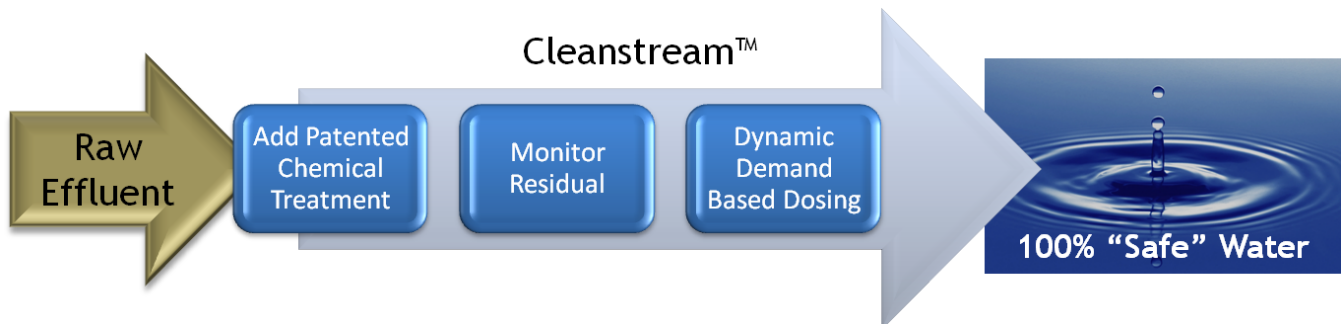 Cleanstream™
Raw
Effluent
Add Patented
Chemical
Treatment
Monitor
Residual
Dynamic
Demand
Based Dosing
100% “Safe” Water